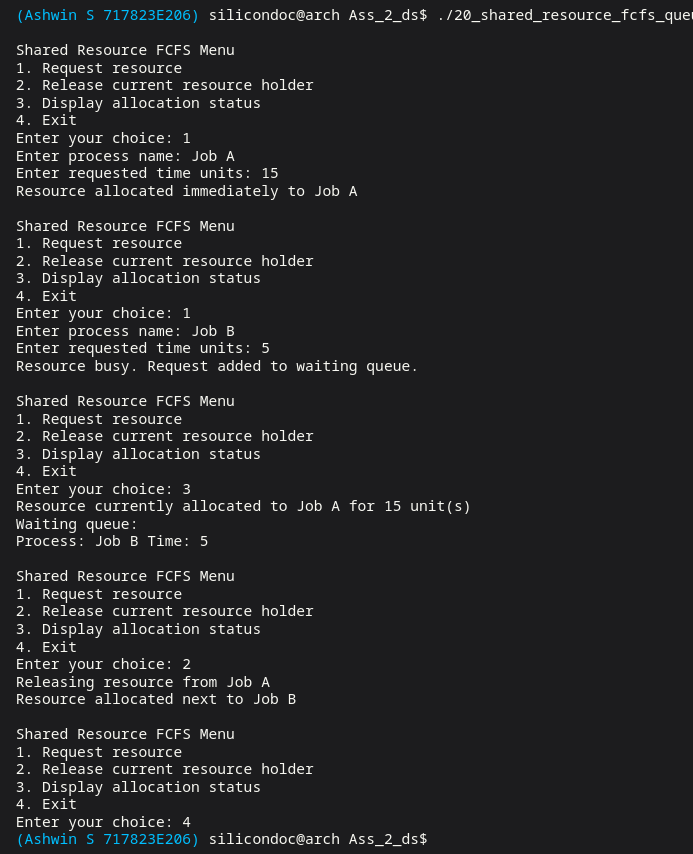 (Ashwin S 717823E206) silicondoc@arch Ass_2_ds$ ./20_shared_resource_fcfs_queu

Shared Resource FCFS Menu
1. Request resource
2. Release current resource holder
3. Display allocation status
4. Exit
Enter your choice: 1
Enter process name: Job A
Enter requested time units: 15
Resource allocated immediately to Job A

Shared Resource FCFS Menu
1. Request resource
2. Release current resource holder
3. Display allocation status
4. Exit
Enter your choice: 1
Enter process name: Job B
Enter requested time units: 5
Resource busy. Request added to waiting queue.

Shared Resource FCFS Menu
1. Request resource
2. Release current resource holder
3. Display allocation status
4. Exit
Enter your choice: 3
Resource currently allocated to Job A for 15 unit(s)
Waiting queue:
Process: Job B Time: 5

Shared Resource FCFS Menu
1. Request resource
2. Release current resource holder
3. Display allocation status
4. Exit
Enter your choice: 2
Releasing resource from Job A
Resource allocated next to Job B

Shared Resource FCFS Menu
1. Request resource
2. Release current resource holder
3. Display allocation status
4. Exit
Enter your choice: 4
(Ashwin S 717823E206) silicondoc@arch Ass_2_ds$